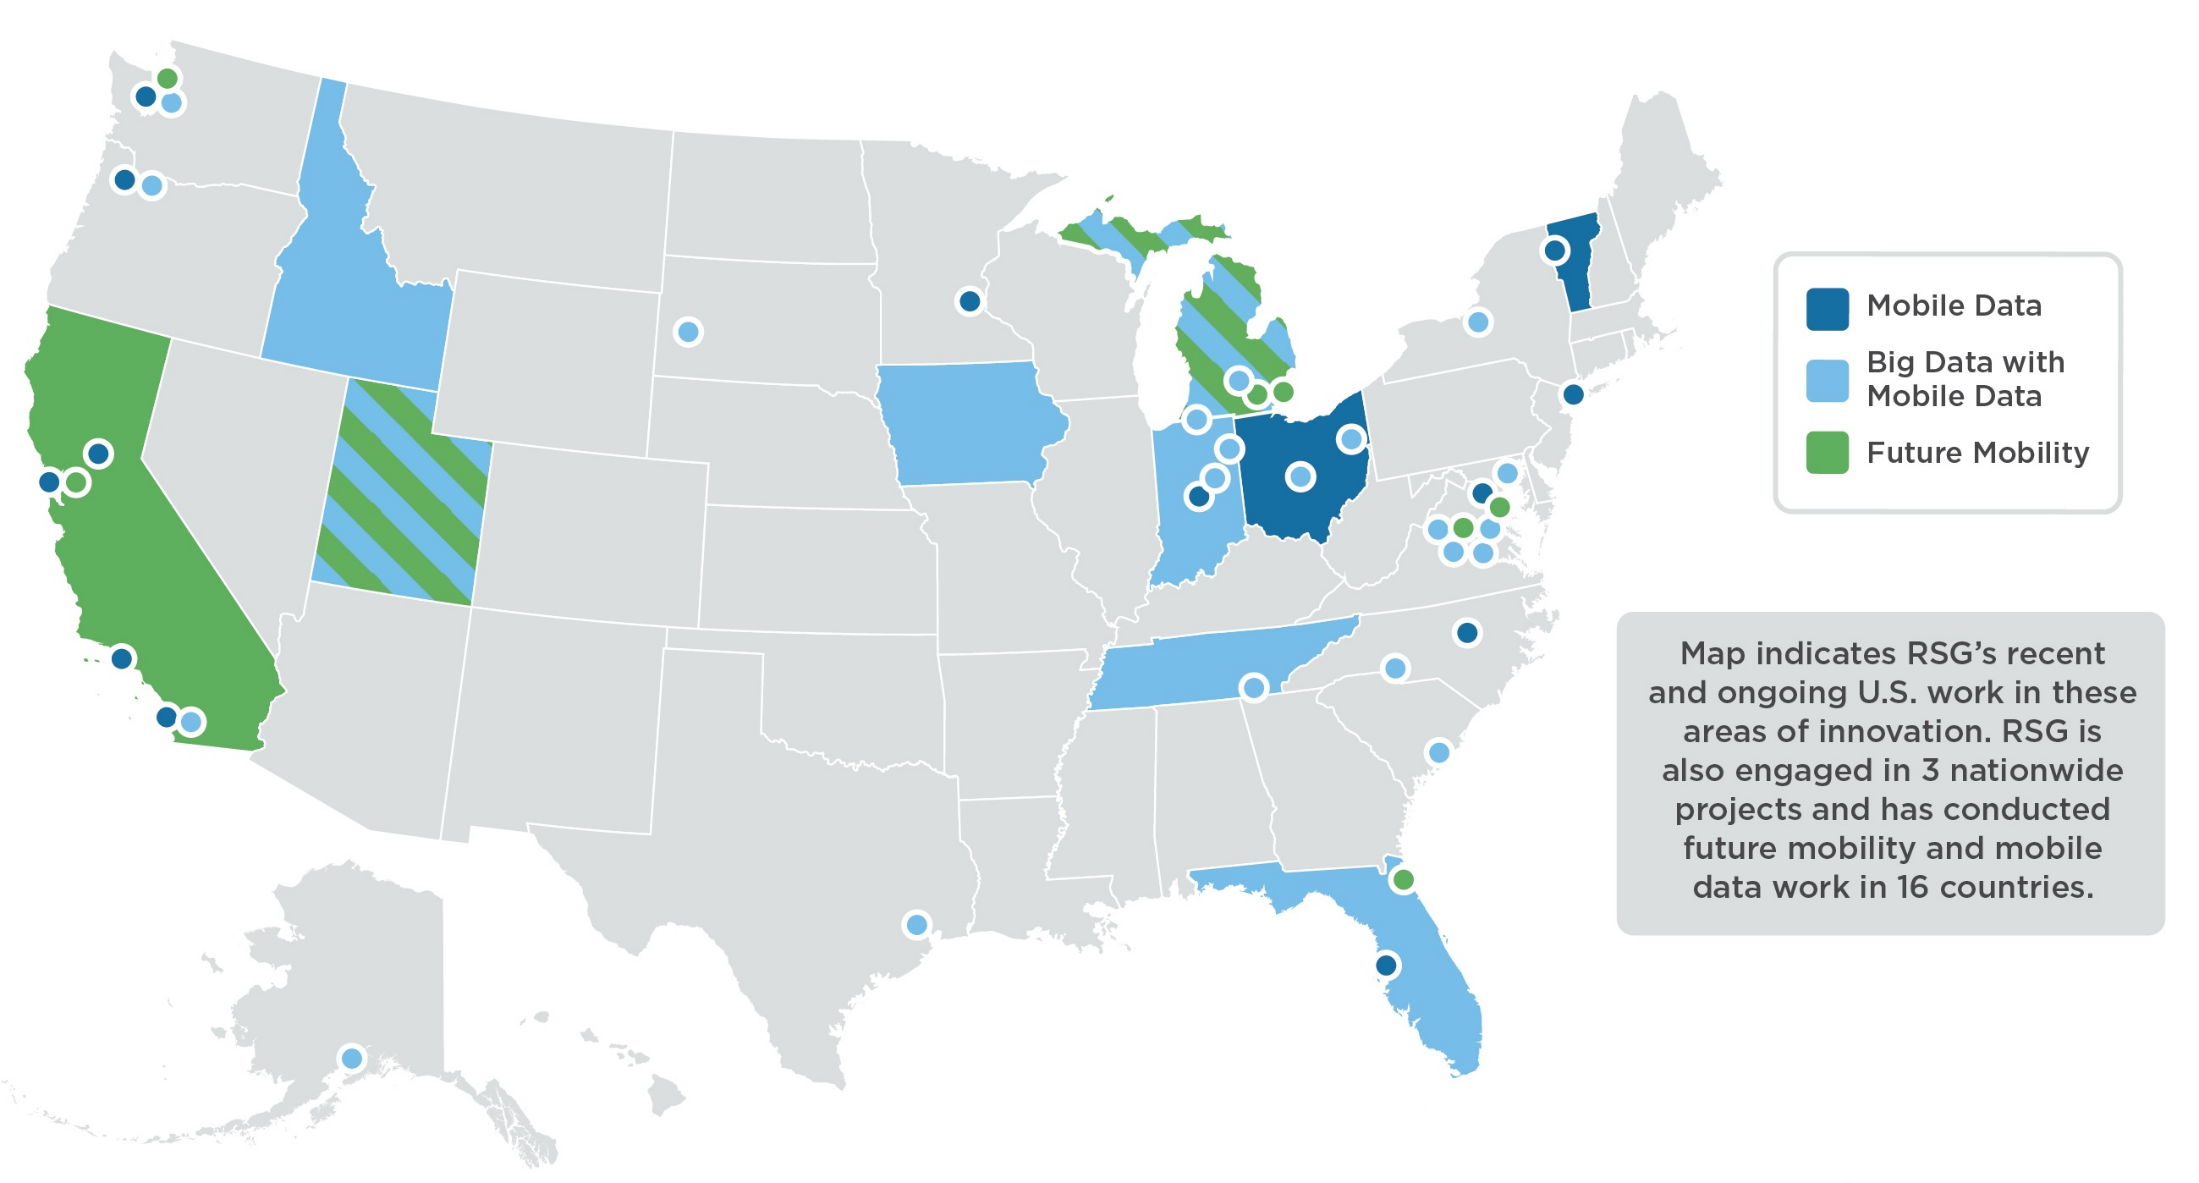 Mobile Data
Big Data with
Mobile Data
Future Mobility
Map indicates RSG’s recent
and ongoing U.S. work in these
areas of innovation. RSG is
also engaged in 3 nationwide
projects and has conducted
future mobility and mobile
data work in 16 countries.